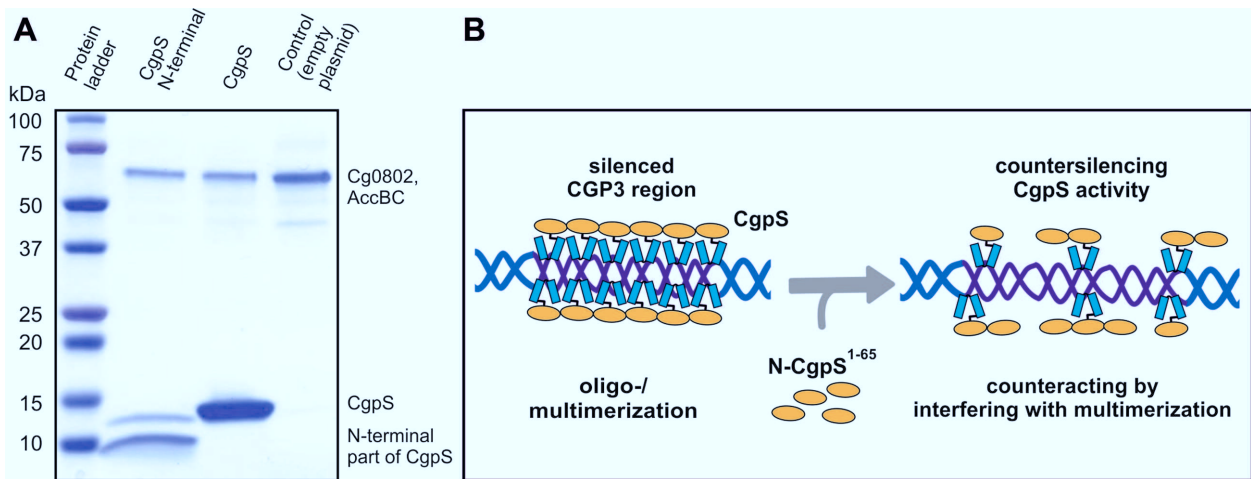 A
Protein
ladder
CgpS
N-terminal
CgpS
Control
(empty
plasmid)
kDa
100
75
50
37
25
20
15
10
Cg0802,
AccBC
CgpS
N-terminal
part of CgpS
B
silenced
CGP3 region
CgpS
countersilencing
CgpS activity
N-CgpS1-65
oligo-/
multimerization
counteracting by
interfering with multimerization